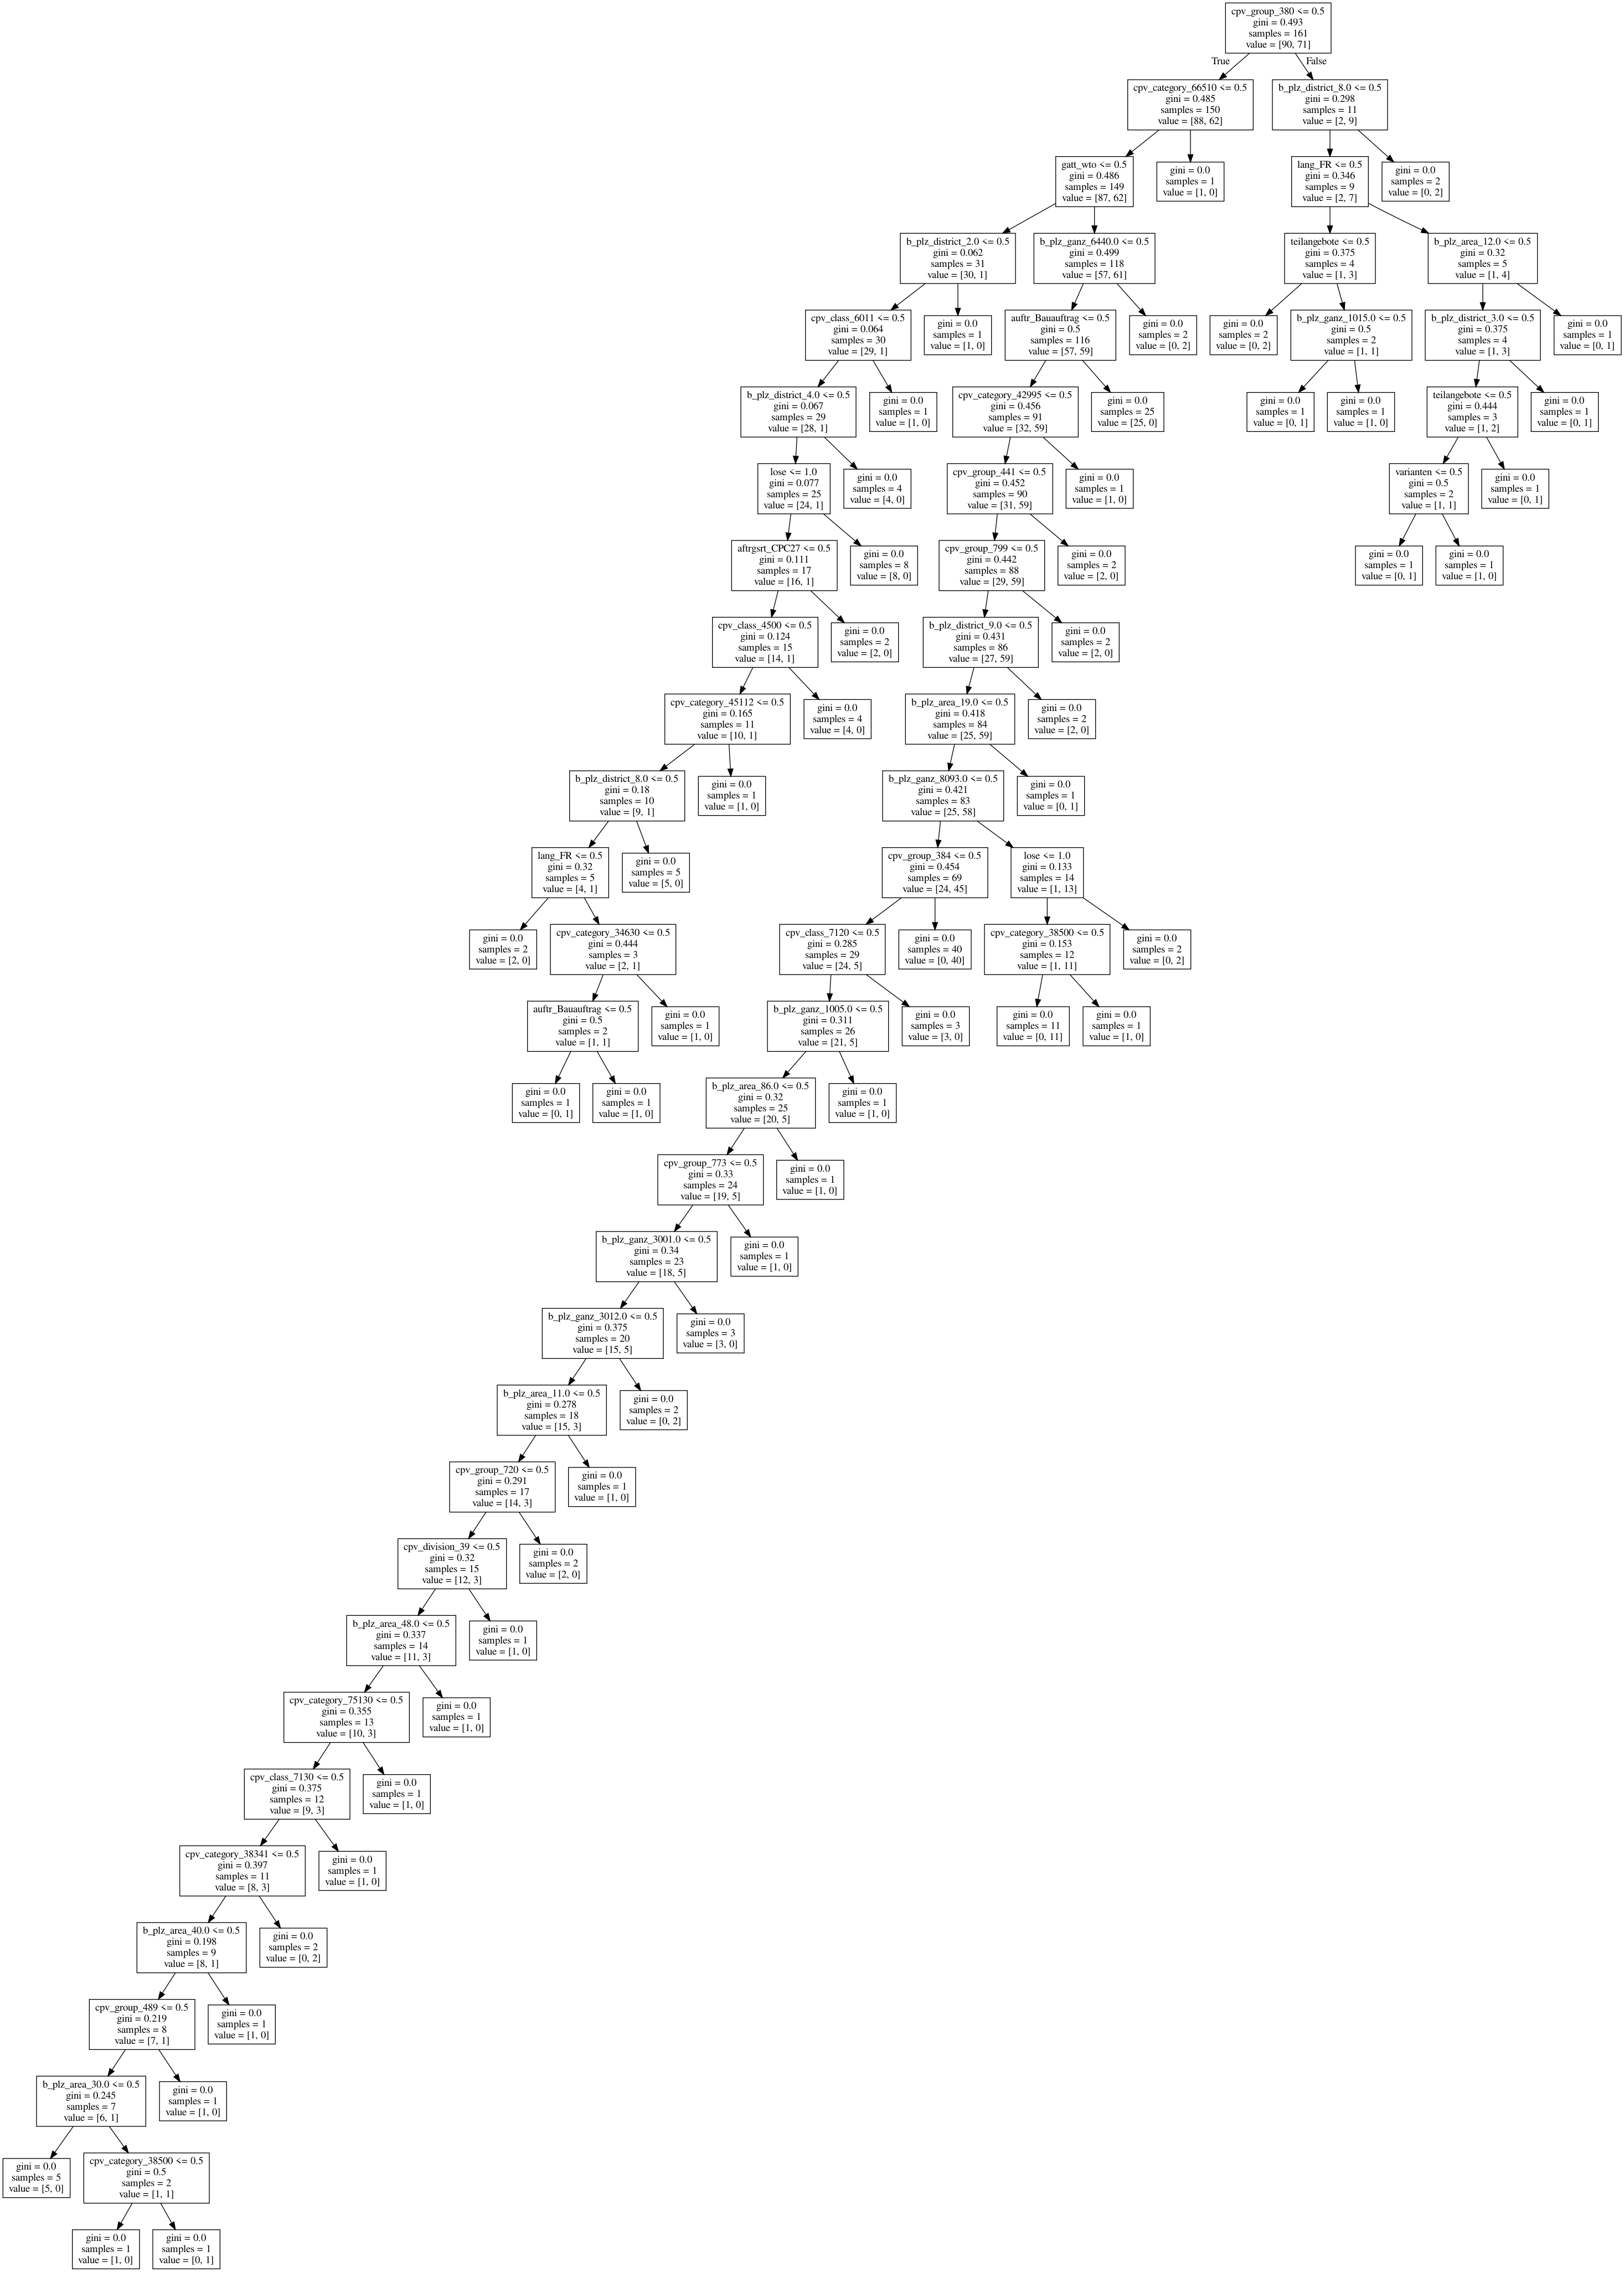 cpv_group_380 <= 0.5
gini = 0.493
samples = 161
value = [90, 71]
True
False
cpv_category_66510 <= 0.5
gini = 0.485
samples = 150
value = [88, 62]
b_plz_district_8.0 <= 0.5
gini = 0.298
samples = 11
value = [2, 9]
gatt_wto <= 0.5
gini = 0.486
samples = 149
value = [87, 62]
gini = 0.0
samples = 1
value = [1, 0]
lang_FR <= 0.5
gini = 0.346
samples = 9
value = [2, 7]
gini = 0.0
samples = 2
value = [0, 2]
b_plz_district_2.0 <= 0.5
gini = 0.062
samples = 31
value = [30, 1]
b_plz_ganz_6440.0 <= 0.5
gini = 0.499
samples = 118
value = [57, 61]
teilangebote <= 0.5
gini = 0.375
samples = 4
value = [1, 3]
b_plz_area_12.0 <= 0.5
gini = 0.32
samples = 5
value = [1, 4]
cpv_class_6011 <= 0.5
gini = 0.064
samples = 30
value = [29, 1]
gini = 0.0
samples = 1
value = [1, 0]
auftr_Bauauftrag <= 0.5
gini = 0.5
samples = 116
value = [57, 59]
gini = 0.0
samples = 2
value = [0, 2]
gini = 0.0
samples = 2
value = [0, 2]
b_plz_ganz_1015.0 <= 0.5
gini = 0.5
samples = 2
value = [1, 1]
b_plz_district_3.0 <= 0.5
gini = 0.375
samples = 4
value = [1, 3]
gini = 0.0
samples = 1
value = [0, 1]
b_plz_district_4.0 <= 0.5
gini = 0.067
samples = 29
value = [28, 1]
gini = 0.0
samples = 1
value = [1, 0]
cpv_category_42995 <= 0.5
gini = 0.456
samples = 91
value = [32, 59]
gini = 0.0
samples = 25
value = [25, 0]
gini = 0.0
samples = 1
value = [0, 1]
gini = 0.0
samples = 1
value = [1, 0]
teilangebote <= 0.5
gini = 0.444
samples = 3
value = [1, 2]
gini = 0.0
samples = 1
value = [0, 1]
lose <= 1.0
gini = 0.077
samples = 25
value = [24, 1]
gini = 0.0
samples = 4
value = [4, 0]
cpv_group_441 <= 0.5
gini = 0.452
samples = 90
value = [31, 59]
gini = 0.0
samples = 1
value = [1, 0]
varianten <= 0.5
gini = 0.5
samples = 2
value = [1, 1]
gini = 0.0
samples = 1
value = [0, 1]
aftrgsrt_CPC27 <= 0.5
gini = 0.111
samples = 17
value = [16, 1]
gini = 0.0
samples = 8
value = [8, 0]
cpv_group_799 <= 0.5
gini = 0.442
samples = 88
value = [29, 59]
gini = 0.0
samples = 2
value = [2, 0]
gini = 0.0
samples = 1
value = [0, 1]
gini = 0.0
samples = 1
value = [1, 0]
cpv_class_4500 <= 0.5
gini = 0.124
samples = 15
value = [14, 1]
gini = 0.0
samples = 2
value = [2, 0]
b_plz_district_9.0 <= 0.5
gini = 0.431
samples = 86
value = [27, 59]
gini = 0.0
samples = 2
value = [2, 0]
cpv_category_45112 <= 0.5
gini = 0.165
samples = 11
value = [10, 1]
gini = 0.0
samples = 4
value = [4, 0]
b_plz_area_19.0 <= 0.5
gini = 0.418
samples = 84
value = [25, 59]
gini = 0.0
samples = 2
value = [2, 0]
b_plz_district_8.0 <= 0.5
gini = 0.18
samples = 10
value = [9, 1]
gini = 0.0
samples = 1
value = [1, 0]
b_plz_ganz_8093.0 <= 0.5
gini = 0.421
samples = 83
value = [25, 58]
gini = 0.0
samples = 1
value = [0, 1]
lang_FR <= 0.5
gini = 0.32
samples = 5
value = [4, 1]
gini = 0.0
samples = 5
value = [5, 0]
cpv_group_384 <= 0.5
gini = 0.454
samples = 69
value = [24, 45]
lose <= 1.0
gini = 0.133
samples = 14
value = [1, 13]
gini = 0.0
samples = 2
value = [2, 0]
cpv_category_34630 <= 0.5
gini = 0.444
samples = 3
value = [2, 1]
cpv_class_7120 <= 0.5
gini = 0.285
samples = 29
value = [24, 5]
gini = 0.0
samples = 40
value = [0, 40]
cpv_category_38500 <= 0.5
gini = 0.153
samples = 12
value = [1, 11]
gini = 0.0
samples = 2
value = [0, 2]
auftr_Bauauftrag <= 0.5
gini = 0.5
samples = 2
value = [1, 1]
gini = 0.0
samples = 1
value = [1, 0]
b_plz_ganz_1005.0 <= 0.5
gini = 0.311
samples = 26
value = [21, 5]
gini = 0.0
samples = 3
value = [3, 0]
gini = 0.0
samples = 11
value = [0, 11]
gini = 0.0
samples = 1
value = [1, 0]
gini = 0.0
samples = 1
value = [0, 1]
gini = 0.0
samples = 1
value = [1, 0]
b_plz_area_86.0 <= 0.5
gini = 0.32
samples = 25
value = [20, 5]
gini = 0.0
samples = 1
value = [1, 0]
cpv_group_773 <= 0.5
gini = 0.33
samples = 24
value = [19, 5]
gini = 0.0
samples = 1
value = [1, 0]
b_plz_ganz_3001.0 <= 0.5
gini = 0.34
samples = 23
value = [18, 5]
gini = 0.0
samples = 1
value = [1, 0]
b_plz_ganz_3012.0 <= 0.5
gini = 0.375
samples = 20
value = [15, 5]
gini = 0.0
samples = 3
value = [3, 0]
b_plz_area_11.0 <= 0.5
gini = 0.278
samples = 18
value = [15, 3]
gini = 0.0
samples = 2
value = [0, 2]
cpv_group_720 <= 0.5
gini = 0.291
samples = 17
value = [14, 3]
gini = 0.0
samples = 1
value = [1, 0]
cpv_division_39 <= 0.5
gini = 0.32
samples = 15
value = [12, 3]
gini = 0.0
samples = 2
value = [2, 0]
b_plz_area_48.0 <= 0.5
gini = 0.337
samples = 14
value = [11, 3]
gini = 0.0
samples = 1
value = [1, 0]
cpv_category_75130 <= 0.5
gini = 0.355
samples = 13
value = [10, 3]
gini = 0.0
samples = 1
value = [1, 0]
cpv_class_7130 <= 0.5
gini = 0.375
samples = 12
value = [9, 3]
gini = 0.0
samples = 1
value = [1, 0]
cpv_category_38341 <= 0.5
gini = 0.397
samples = 11
value = [8, 3]
gini = 0.0
samples = 1
value = [1, 0]
b_plz_area_40.0 <= 0.5
gini = 0.198
samples = 9
value = [8, 1]
gini = 0.0
samples = 2
value = [0, 2]
cpv_group_489 <= 0.5
gini = 0.219
samples = 8
value = [7, 1]
gini = 0.0
samples = 1
value = [1, 0]
b_plz_area_30.0 <= 0.5
gini = 0.245
samples = 7
value = [6, 1]
gini = 0.0
samples = 1
value = [1, 0]
gini = 0.0
samples = 5
value = [5, 0]
cpv_category_38500 <= 0.5
gini = 0.5
samples = 2
value = [1, 1]
gini = 0.0
samples = 1
value = [1, 0]
gini = 0.0
samples = 1
value = [0, 1]